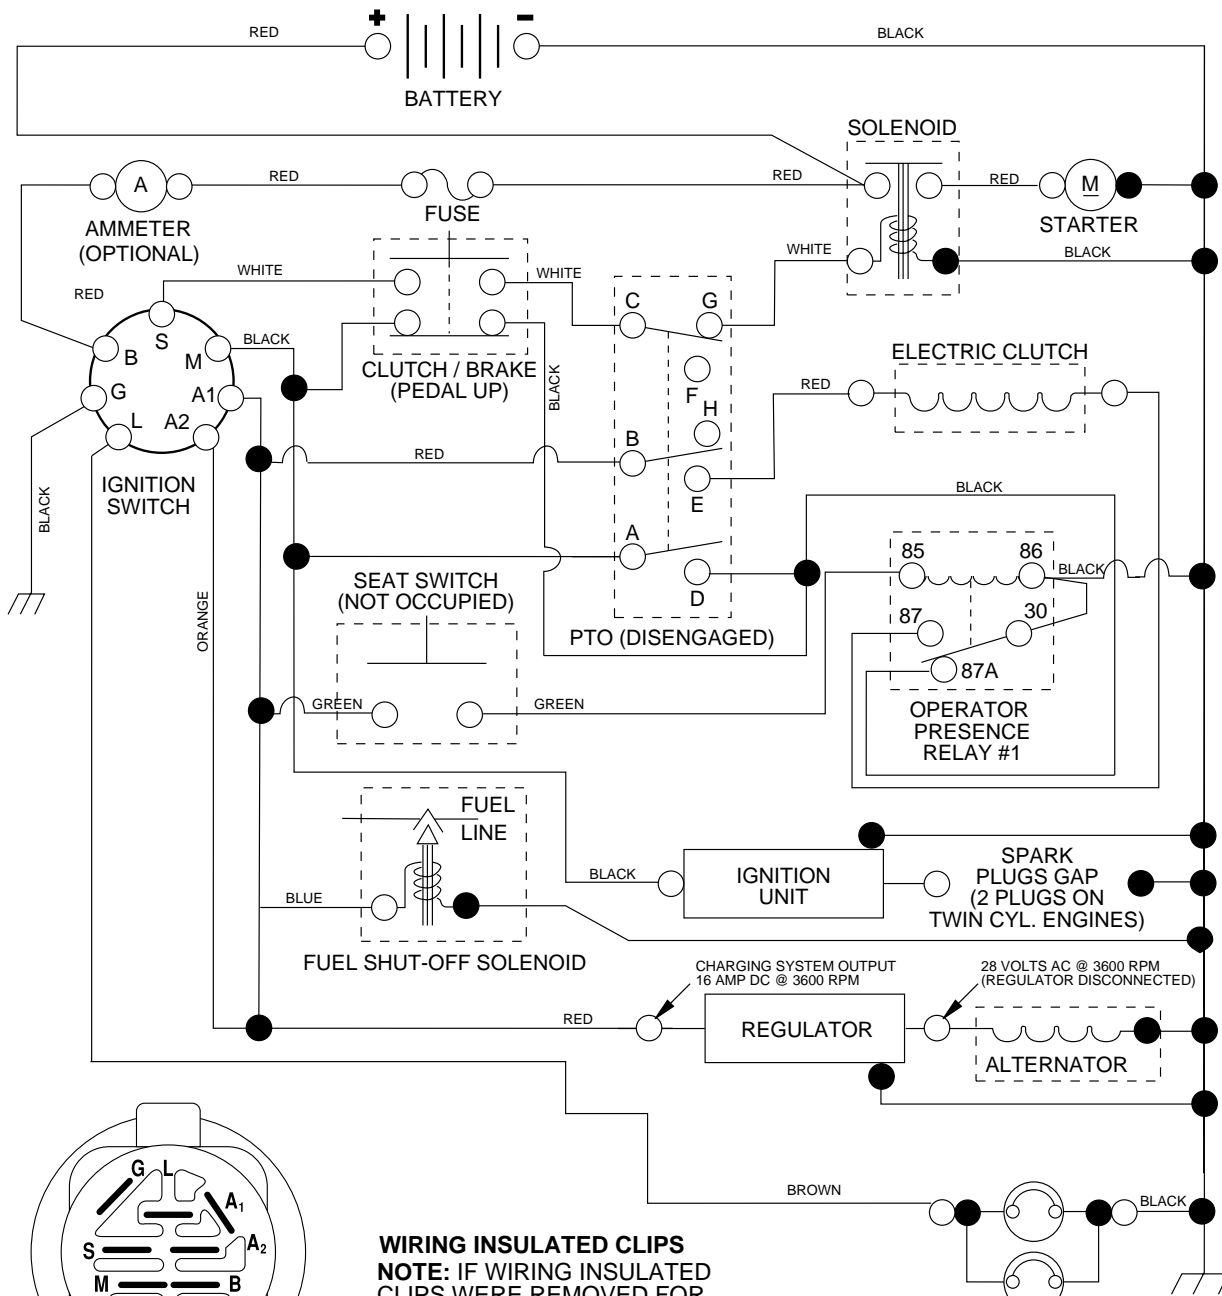 RED
+
-
BLACK
BATTERY
SOLENOID
A
RED
RED
RED
M
FUSE
STARTER
AMMETER
(OPTIONAL)
WHITE
BLACK
WHITE
WHITE
RED
C
G
S
B
M
BLACK
CLUTCH / BRAKE
(PEDAL UP)
ELECTRIC CLUTCH
F
RED
G
A1
BLACK
H
L
A2
B
RED
IGNITION
SWITCH
BLACK
E
BLACK
A
85
86
BLACK
SEAT SWITCH
(NOT OCCUPIED)
D
ORANGE
87
30
PTO (DISENGAGED)
87A
GREEN
GREEN
OPERATOR
PRESENCE
RELAY #1
FUEL
LINE
BLACK
IGNITION
UNIT
SPARK
PLUGS GAP
(2 PLUGS ON
TWIN CYL. ENGINES)
BLUE
FUEL SHUT-OFF SOLENOID
CHARGING SYSTEM OUTPUT
16 AMP DC @ 3600 RPM
28 VOLTS AC @ 3600 RPM
(REGULATOR DISCONNECTED)
RED
REGULATOR
ALTERNATOR
G
L
A1
BROWN
BLACK
S
A2
M
B
WIRING INSULATED CLIPS
NOTE: IF WIRING INSULATED
CLIPS WERE REMOVED FOR